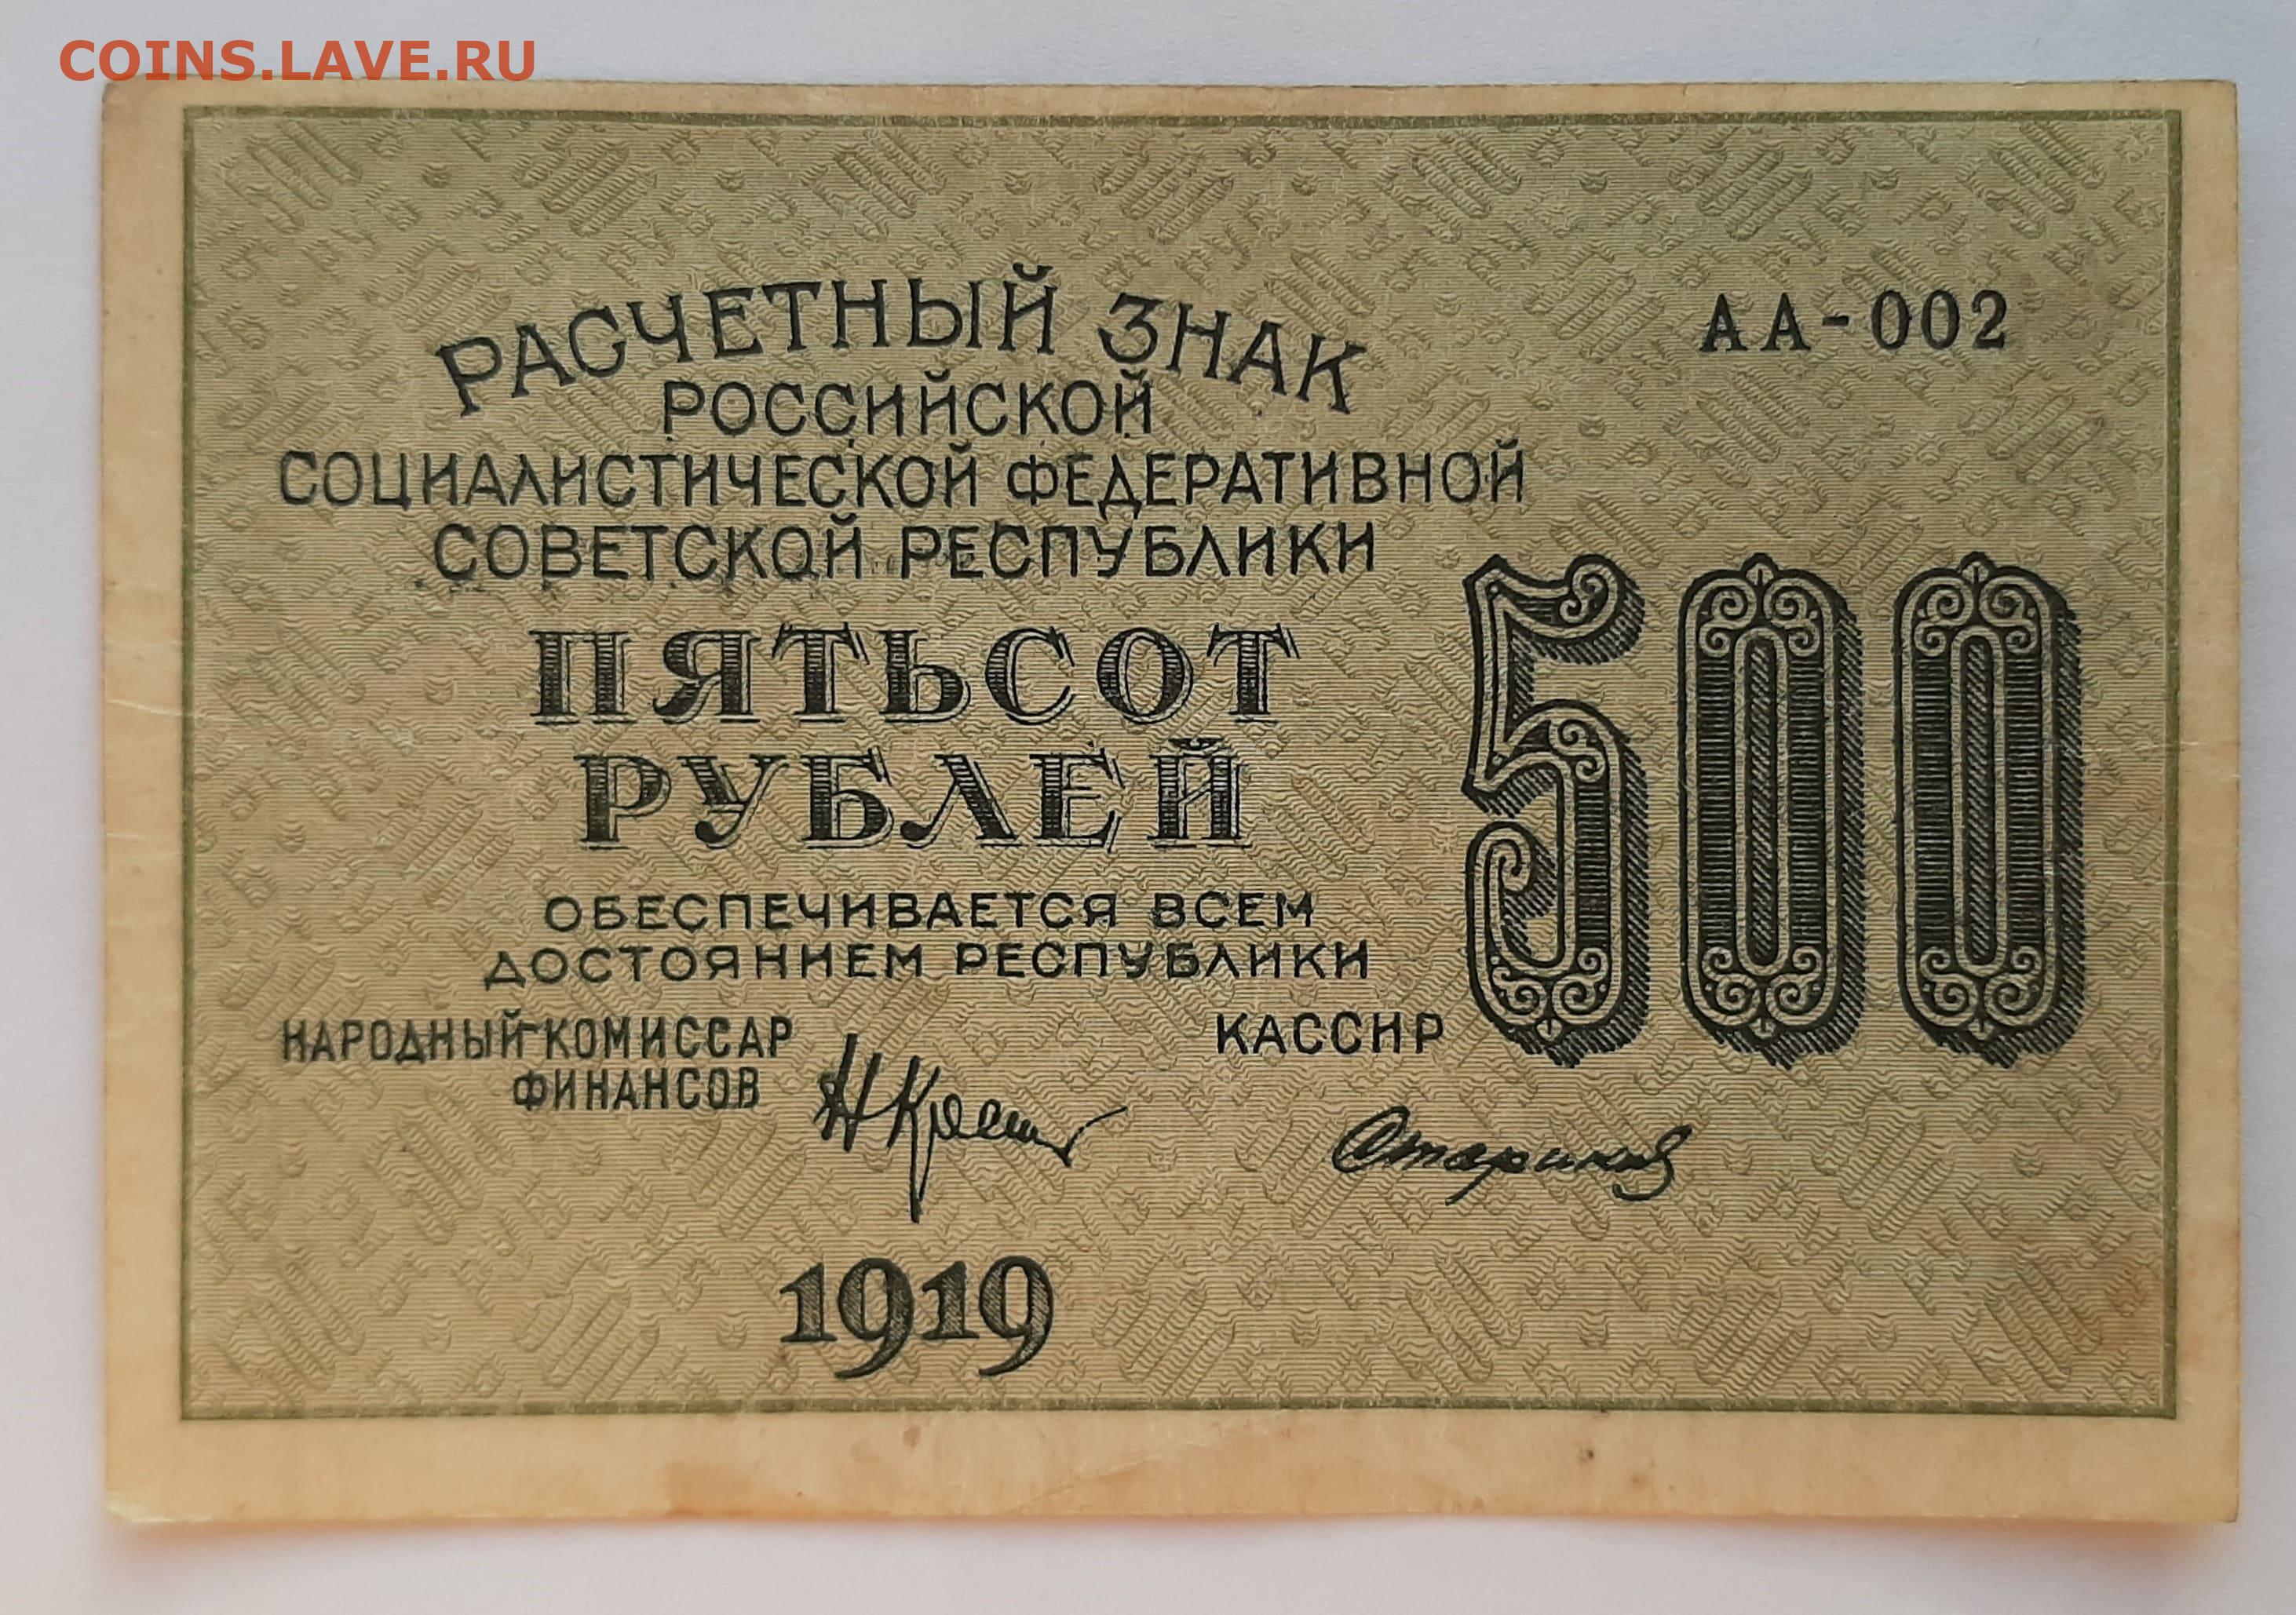 COINS.LAVE.RU
РАСЧЕТНЫЙ ЗНАК
АА-002
РОССИЙСКОЙ
СОЦИАЛИСТИЧЕСКОЙ ФЕДЕРАТИВНОЙ
СОВЕТСКОЙ РЕСПУБЛИКИ
ПЯТЬСОТ
РУБЛЕЙ
500
ОБЕСПЕЧИВАЕТСЯ ВСЕМ
ДОСТОЯНИЕМ РЕСПУБЛИКИ
НАРОДНЫЙ КОМИССАР
ФИНАНСОВ
КАССИР
Стариков
1919